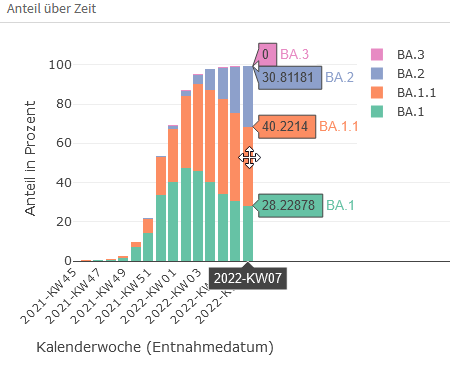 Anteil über Zeit
Anteil in Prozent
100
80
60
40
20
0
0 BA.3
30.81181 BA.2
40.2214 BA.1.1
28.22878 BA.1
BA.3
BA.2
BA.1.1
BA.1
2021-KW45
2021-KW47
2021-KW49
2021-KW51
2022-KW01
2022-KW03
2022-KW07
Kalenderwoche (Entnahmedatum)